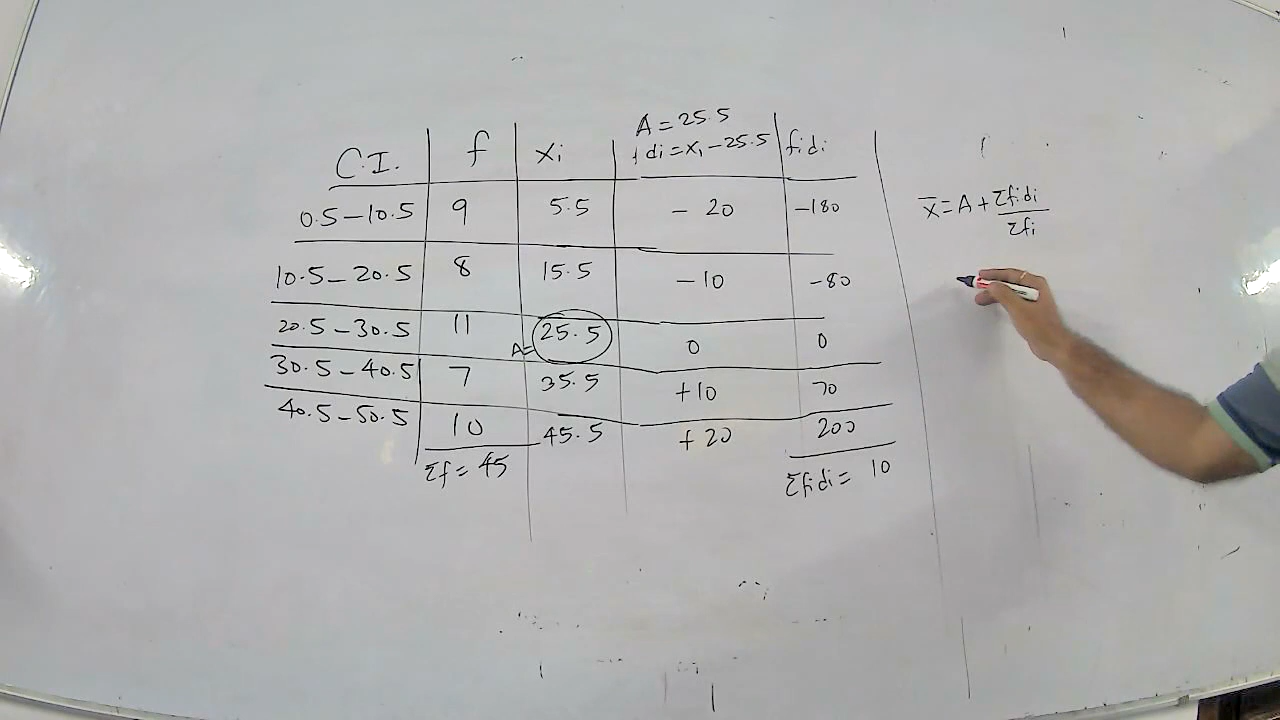 C.I. f xi A = 25.5 di = xi – 25.5 fidi
0.5 – 10.5 9 5.5 – 20 –180
10.5 – 20.5 8 15.5 – 10 –80
20.5 – 30.5 11 A = 25.5 0 0
30.5 – 40.5 7 35.5 +10 70
40.5 – 50.5 10 45.5 + 20 200
Σf = 45 Σfidi = 10
x̄ = A + Σfidi / Σfi